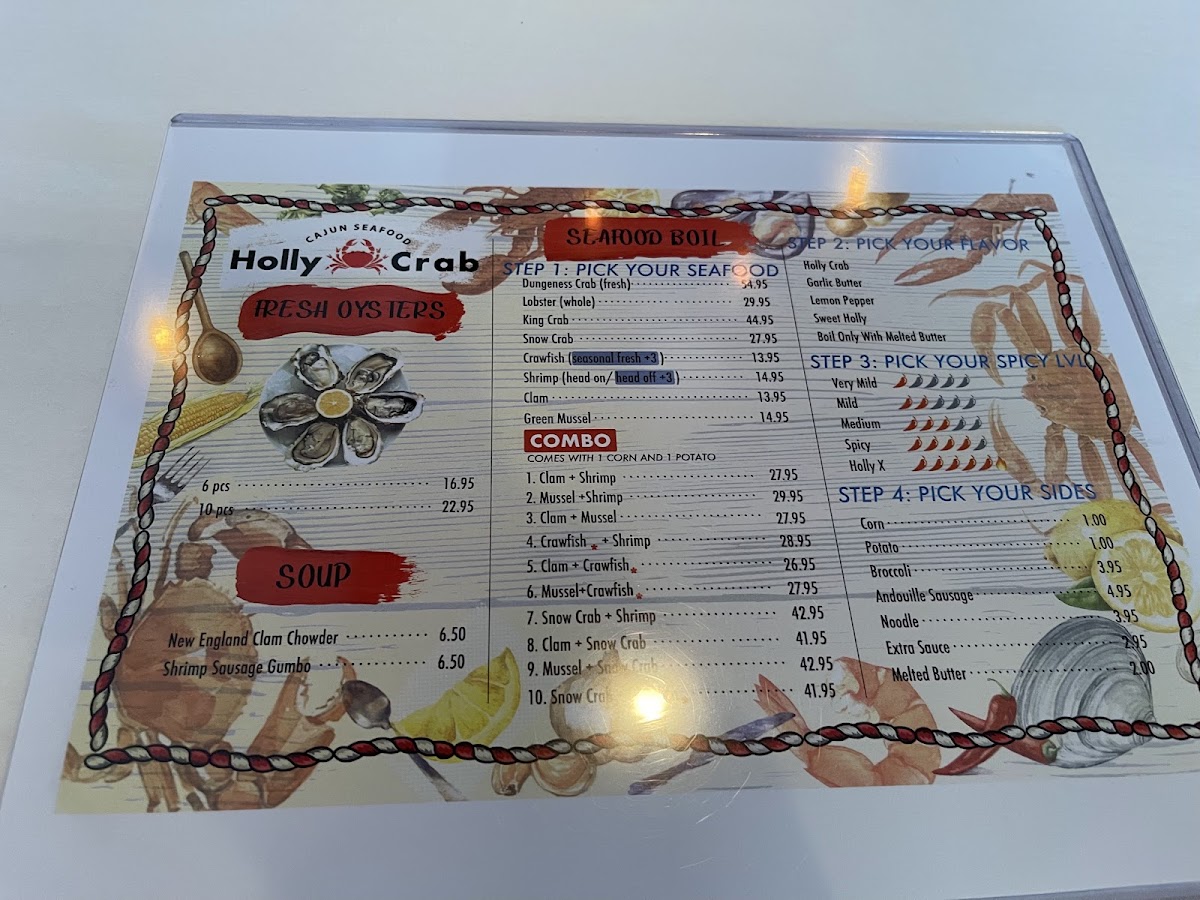 CAJUN SEAFOOD
Holly Crab
FRESH OYSTERS
6 pcs 16.95
10 pcs 22.95
SOUP
New England Clam Chowder 6.50
Shrimp Sausage Gumbo 6.50
SEAFOOD BOIL
STEP 1: PICK YOUR SEAFOOD
Dungeness Crab (fresh) 54.95
Lobster (whole) 29.95
King Crab 44.95
Snow Crab 27.95
Crawfish (seasonal fresh +3) 13.95
Shrimp (head on/ head off +3) 14.95
Clam 13.95
Green Mussel 14.95
COMBO
COMES WITH 1 CORN AND 1 POTATO
1. Clam + Shrimp 27.95
2. Mussel +Shrimp 29.95
3. Clam + Mussel 27.95
4. Crawfish * + Shrimp 28.95
5. Clam + Crawfish * 26.95
6. Mussel+Crawfish * 27.95
7. Snow Crab + Shrimp 42.95
8. Clam + Snow Crab 41.95
9. Mussel + Snow Crab 42.95
10. Snow 41.95
STEP 2: PICK YOUR FLAVOR
Holly Crab
Garlic Butter
Lemon Pepper
Sweet Holly
Boil Only With Melted Butter
STEP 3: PICK YOUR SPICY LVL
Very Mild
Mild
Medium
Spicy
Holly X
STEP 4: PICK YOUR SIDES
Corn 1.00
Potato 1.00
Broccoli 3.95
Andouille Sausage 4.95
Noodle 3.95
Extra Sauce 2.95
Melted Butter 2.00